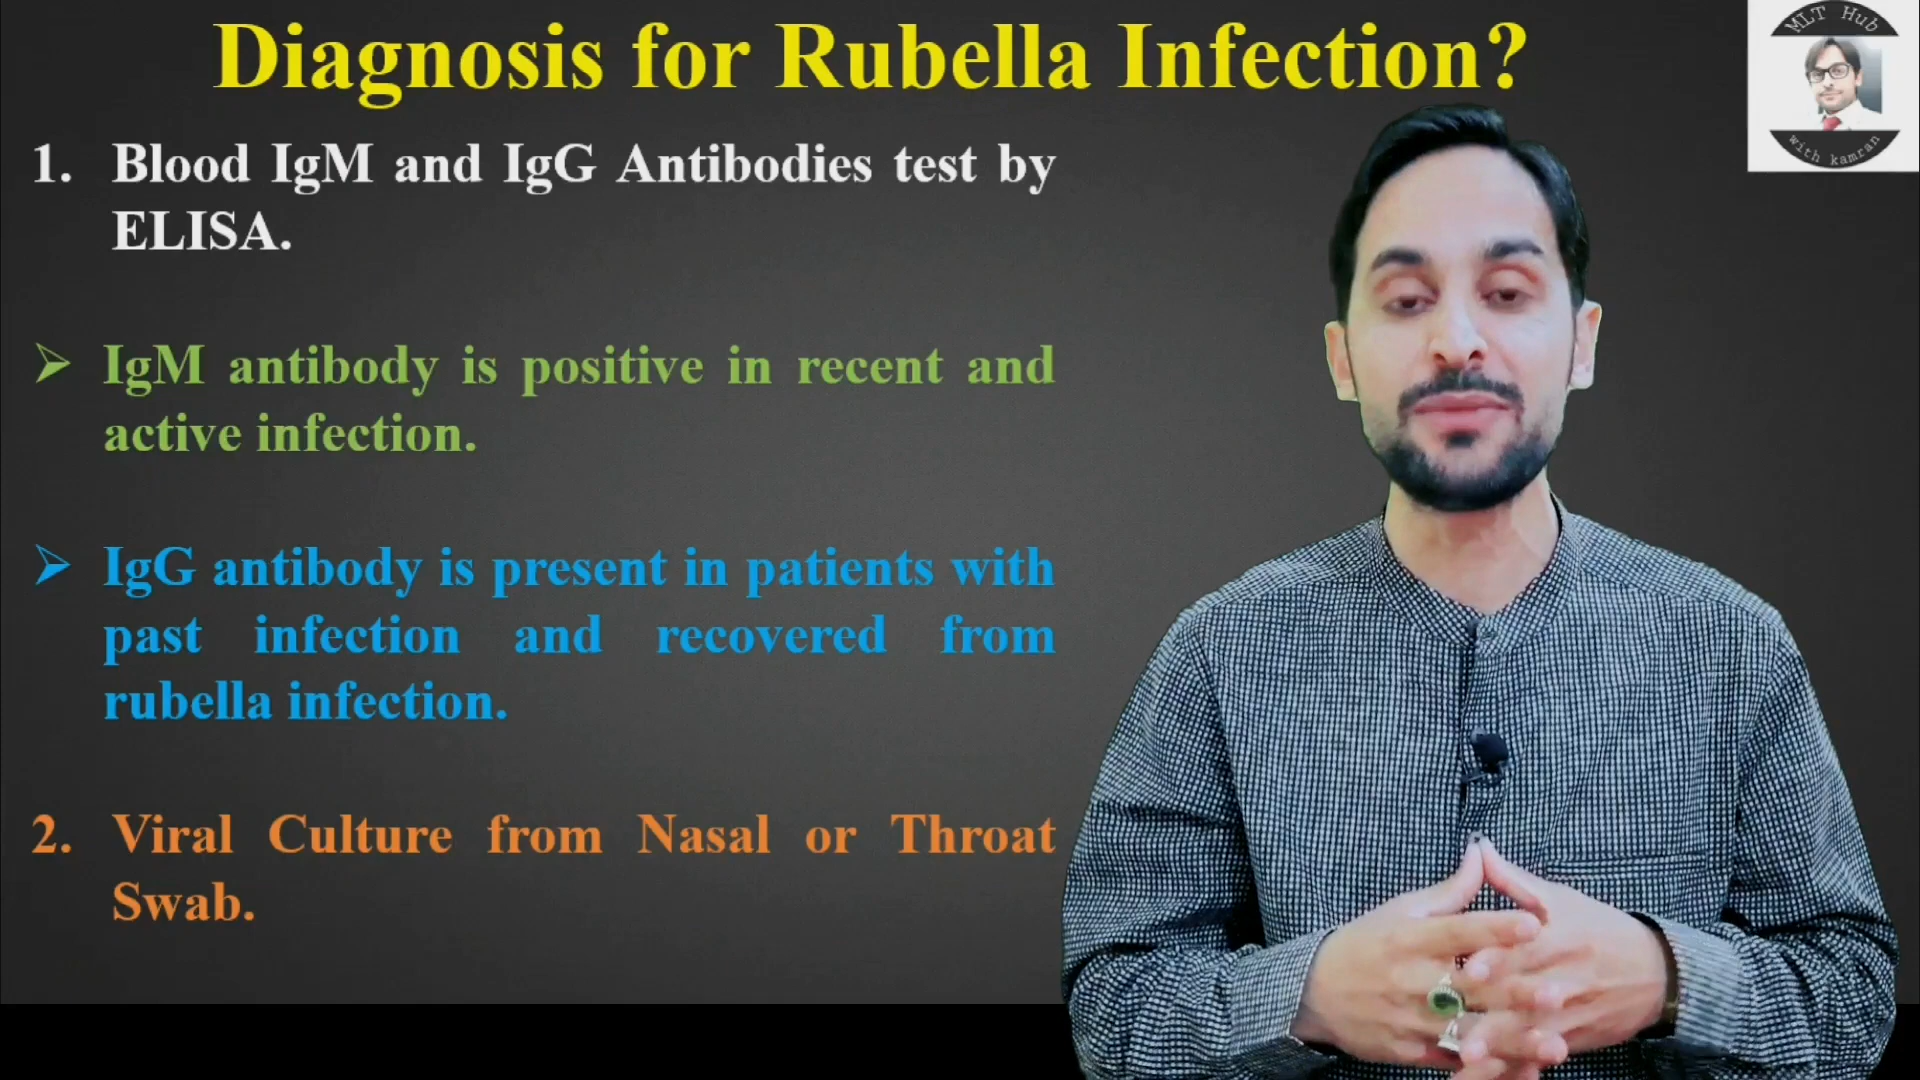 Diagnosis for Rubella Infection?
MLT Hub
with kamran
1. Blood IgM and IgG Antibodies test by
ELISA.
➢ IgM antibody is positive in recent and
active infection.
➢ IgG antibody is present in patients with
past infection and recovered from
rubella infection.
2. Viral Culture from Nasal or Throat
Swab.